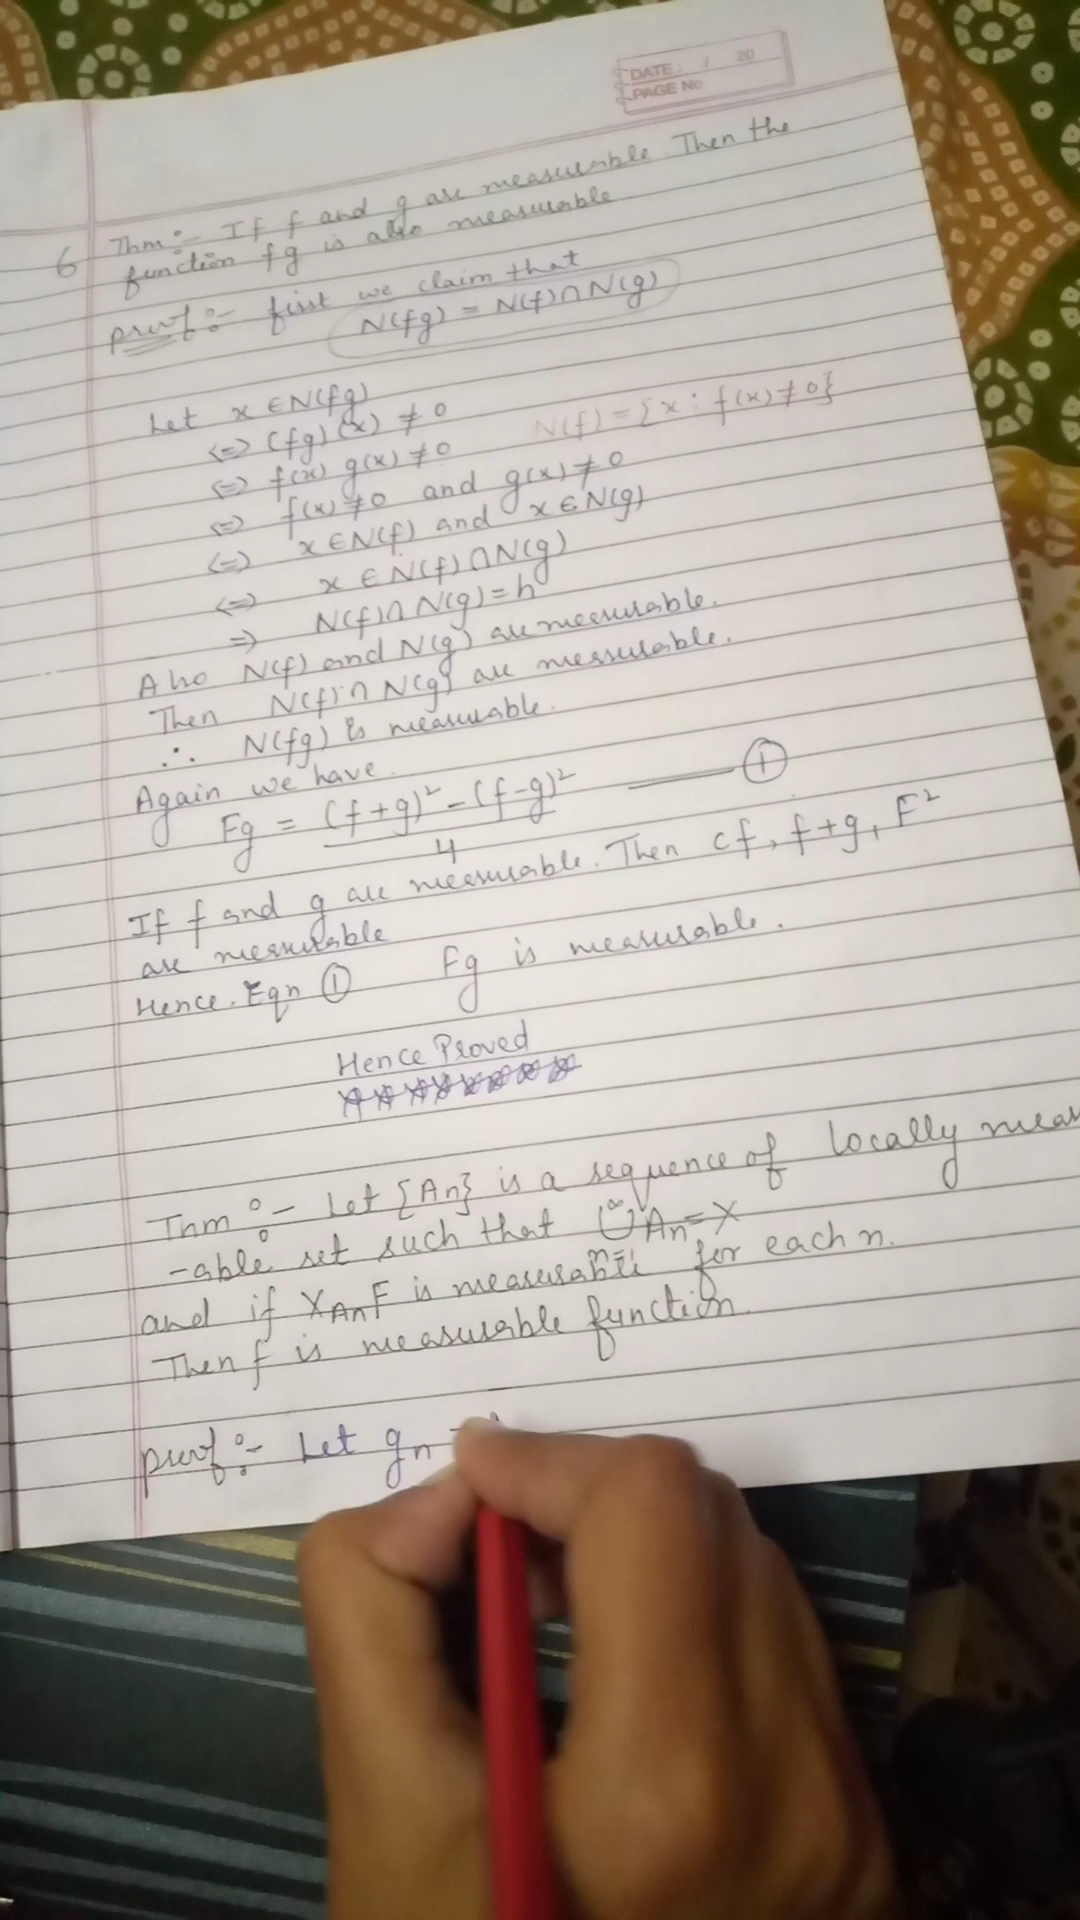 DATE: / 20
PAGE No
6 Thm:- If f and g are measurable. Then the
function fg is also measurable
proof:- first we claim that
N(fg) = N(f)∩N(g)
Let x ∈ N(fg)
⇔ (fg)(x) ≠ 0
N(f) = {x : f(x) ≠ 0}
⇔ f(x) g(x) ≠ 0
⇔ f(x) ≠ 0 and g(x) ≠ 0
⇔ x ∈ N(f) and x ∈ N(g)
⇔ x ∈ N(f)∩N(g)
⇒ N(f)∩N(g) = h
Also N(f) and N(g) are measurable.
Then N(f)∩N(g) are measurable.
∴ N(fg) is measurable.
Again we have.
Fg = (f+g)² - (f-g)² / 4 ——— ①
If f and g are measurable. Then cf, f+g, F²
are measurable
Hence. Eqn ① Fg is measurable.
Hence Proved
Thm:- Let {An} is a sequence of locally meas
-able set such that ∞∪n=1 An = X
and if XAnF is measurable for each n.
Then f is measurable function.
proof:- Let gn